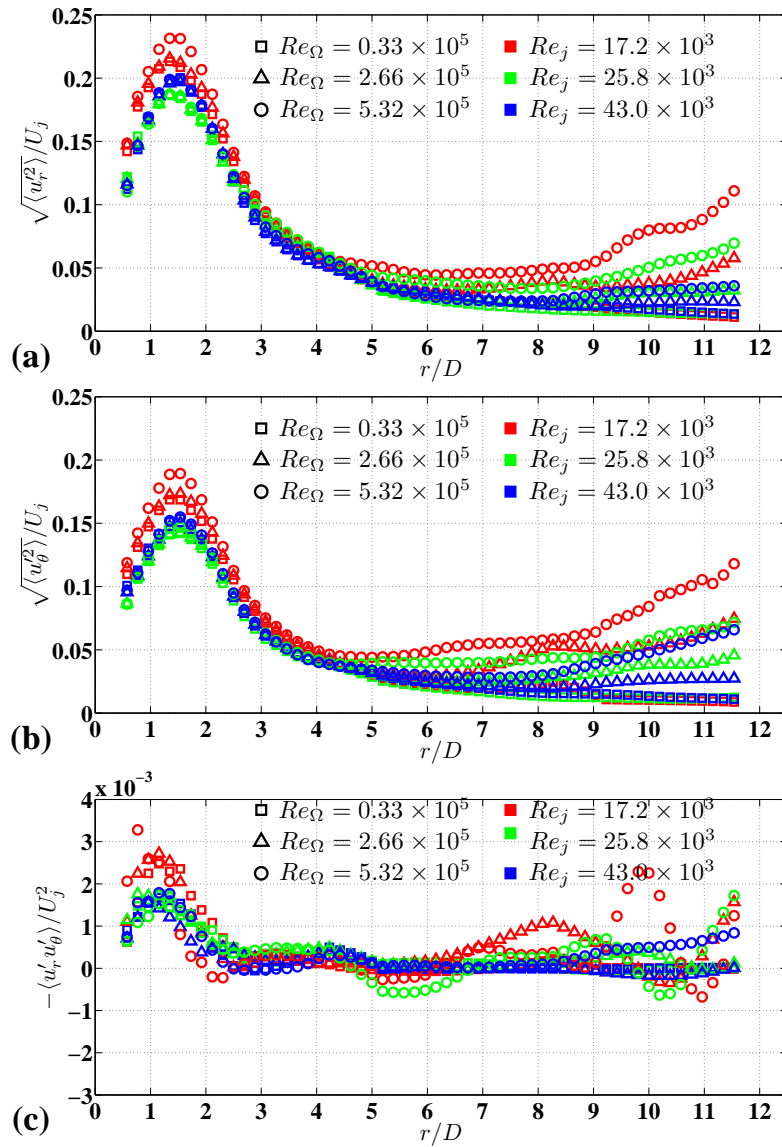 0.25
0.20
0.15
0.10
0.05
0
√⟨u′r²⟩/Uj
□ ReΩ = 0.33 × 10⁵ ■ Rej = 17.2 × 10³
△ ReΩ = 2.66 × 10⁵ ■ Rej = 25.8 × 10³
○ ReΩ = 5.32 × 10⁵ ■ Rej = 43.0 × 10³
0 1 2 3 4 5 6 7 8 9 10 11 12
(a) r/D
0.25
0.20
0.15
0.10
0.05
0
√⟨u′θ²⟩/Uj
□ ReΩ = 0.33 × 10⁵ ■ Rej = 17.2 × 10³
△ ReΩ = 2.66 × 10⁵ ■ Rej = 25.8 × 10³
○ ReΩ = 5.32 × 10⁵ ■ Rej = 43.0 × 10³
0 1 2 3 4 5 6 7 8 9 10 11 12
(b) r/D
x 10⁻³
4
3
2
1
0
−1
−2
−3
−⟨u′r u′θ⟩/Uj²
□ ReΩ = 0.33 × 10⁵ ■ Rej = 17.2 × 10³
△ ReΩ = 2.66 × 10⁵ ■ Rej = 25.8 × 10³
○ ReΩ = 5.32 × 10⁵ ■ Rej = 43.0 × 10³
0 1 2 3 4 5 6 7 8 9 10 11 12
(c) r/D